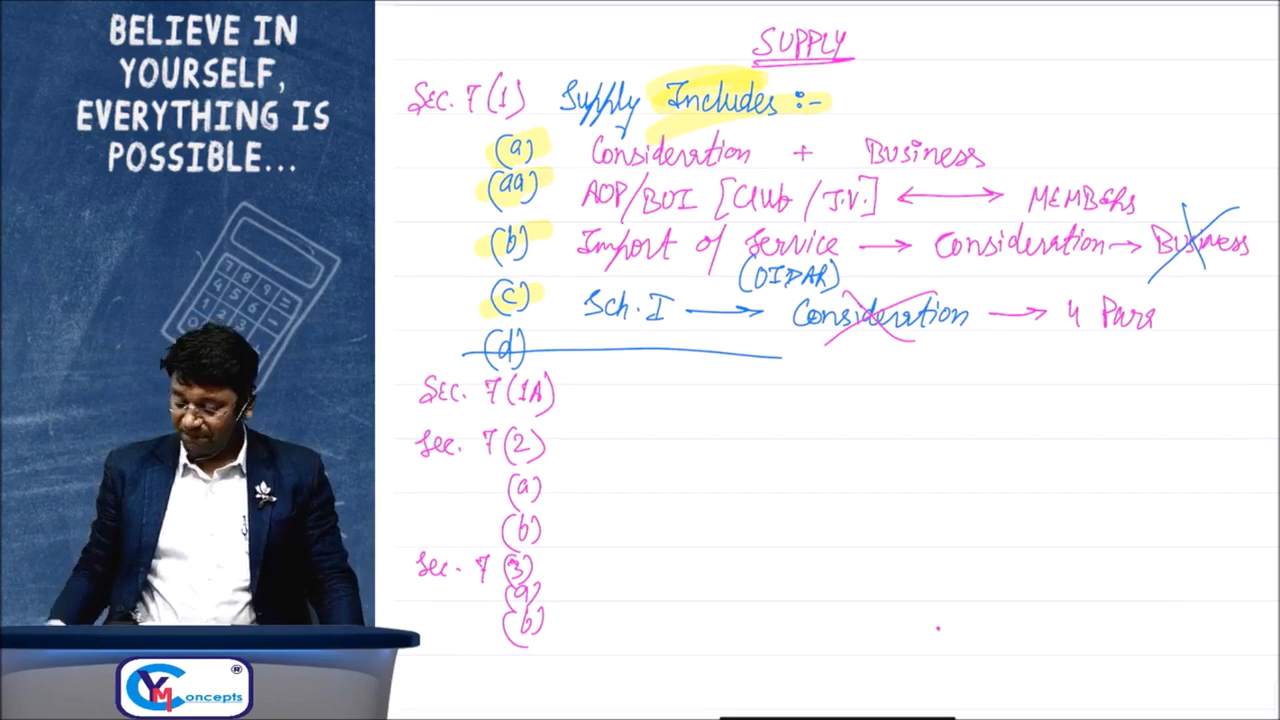 BELIEVE IN
YOURSELF,
EVERYTHING IS
POSSIBLE...
SUPPLY
Sec. 7(1) Supply Includes :-
(a) Consideration + Business
(aa) AOP/BOI [Club / J.V.] ⟷ MEMBERS
(b) Import of Service → Consideration → Business
(OIDAR)
(c) Sch. I → Consideration → 4 Para
(d)
Sec. 7(1A)
Sec. 7(2)
(a)
(b)
Sec. 7(3)
(a)
(b)
CYM oncepts ®